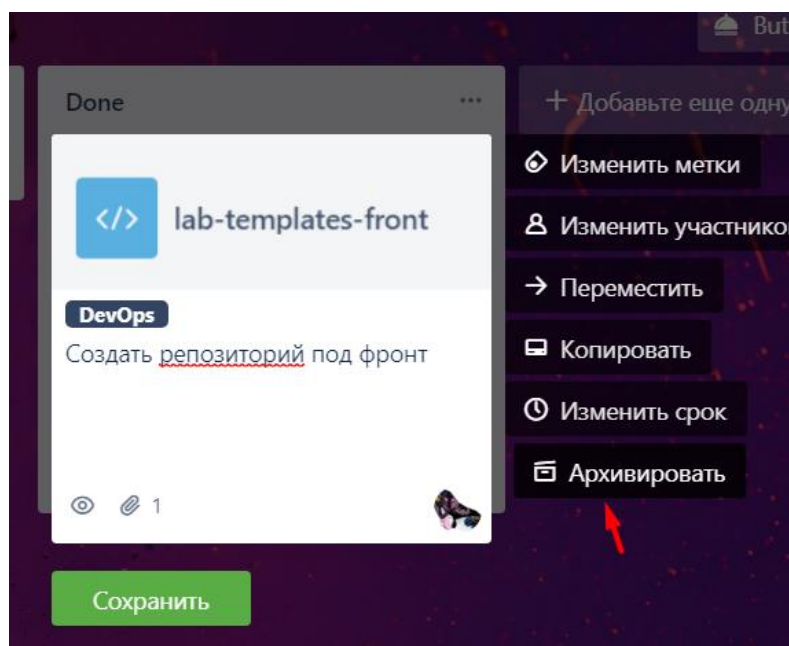 But
Done
+ Добавьте еще одну
lab-templates-front
DevOps
Создать репозиторий под фронт
1
Изменить метки
Изменить участнико
Переместить
Копировать
Изменить срок
Архивировать
Сохранить